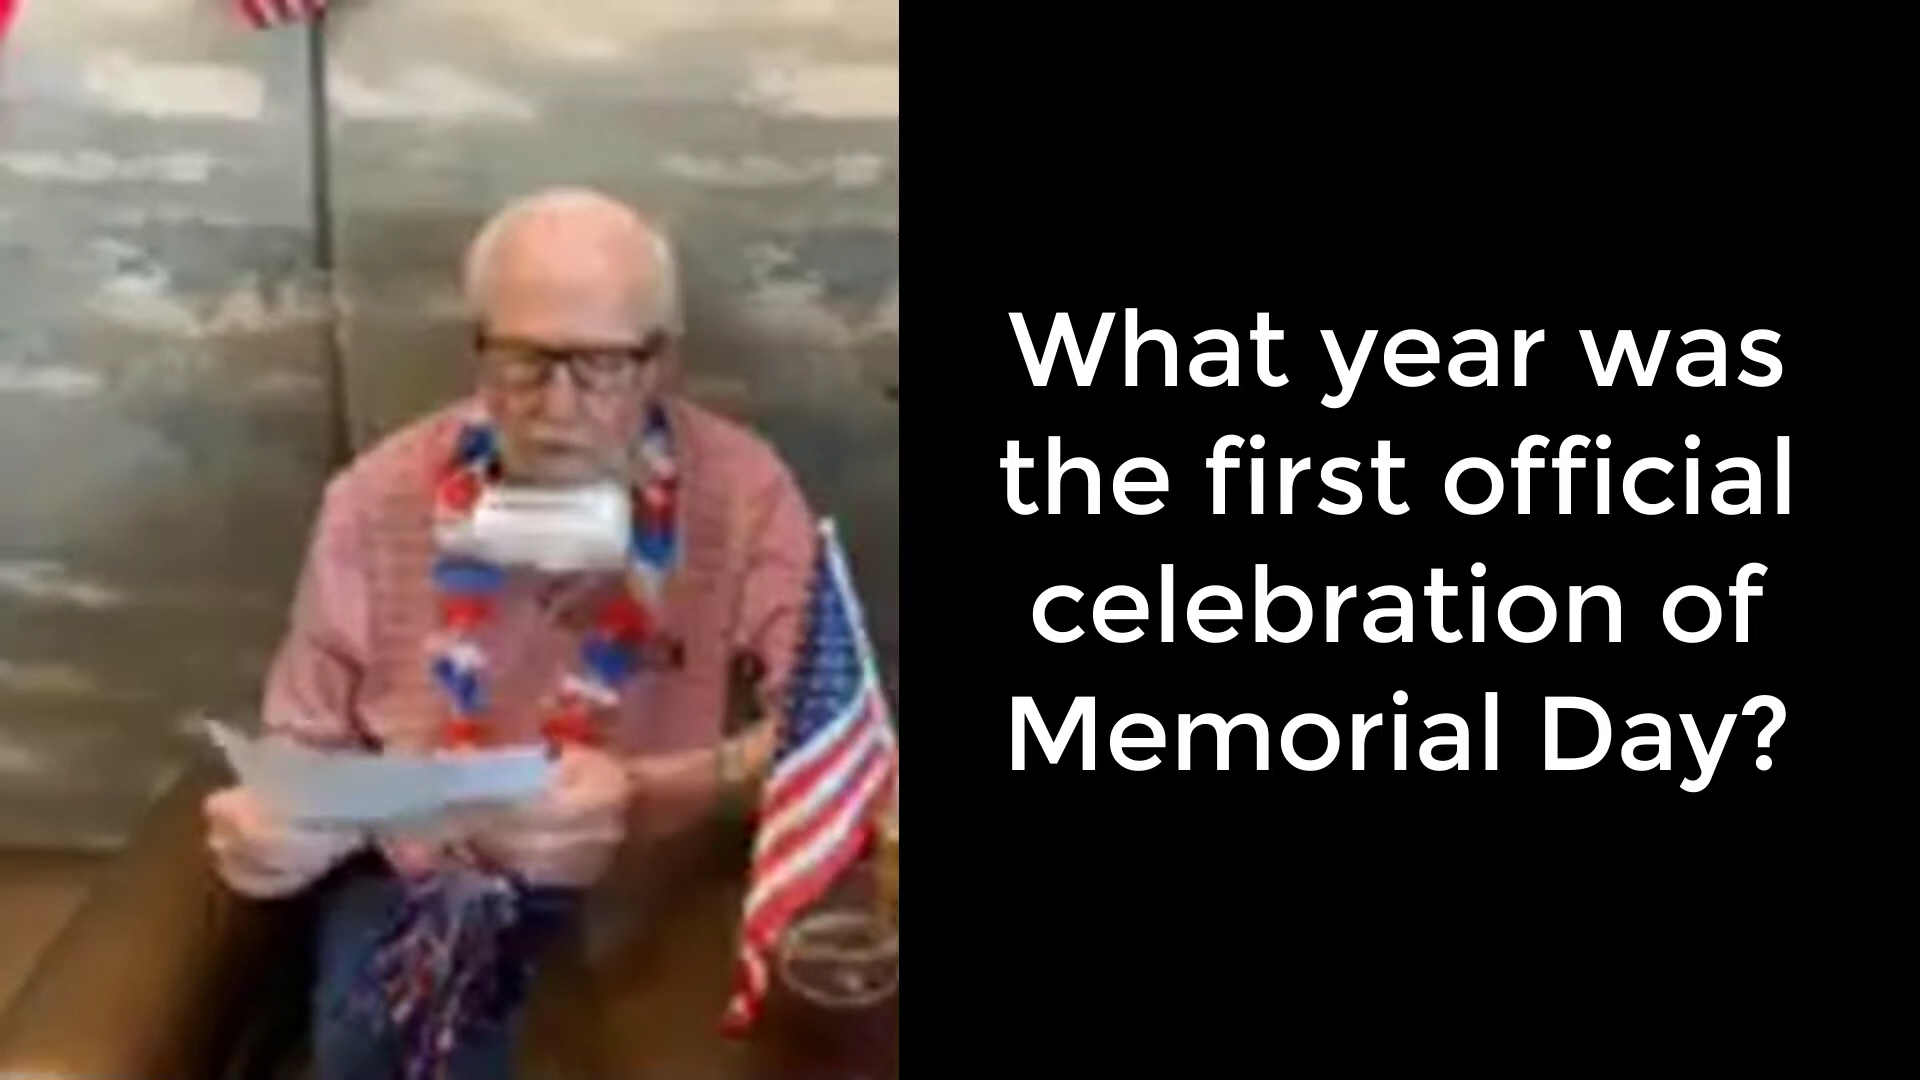 What year was
the first official
celebration of
Memorial Day?